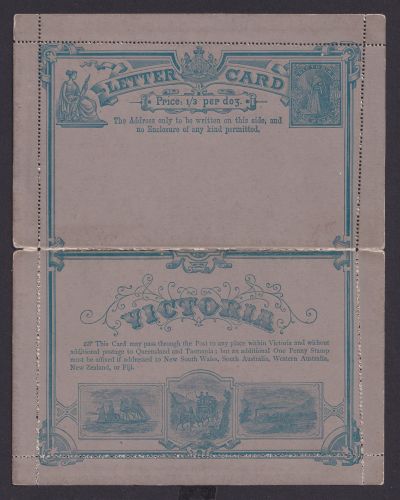 LETTER CARD
Price: 1/3 per doz.
The Address only to be written on this side, and
no Enclosure of any kind permitted.
VICTORIA
This Card may pass through the Post to any place within Victoria and without
additional postage to Queensland and Tasmania; but an additional One Penny Stamp
must be affixed if addressed to New South Wales, South Australia, Western Australia,
New Zealand, or Fiji.